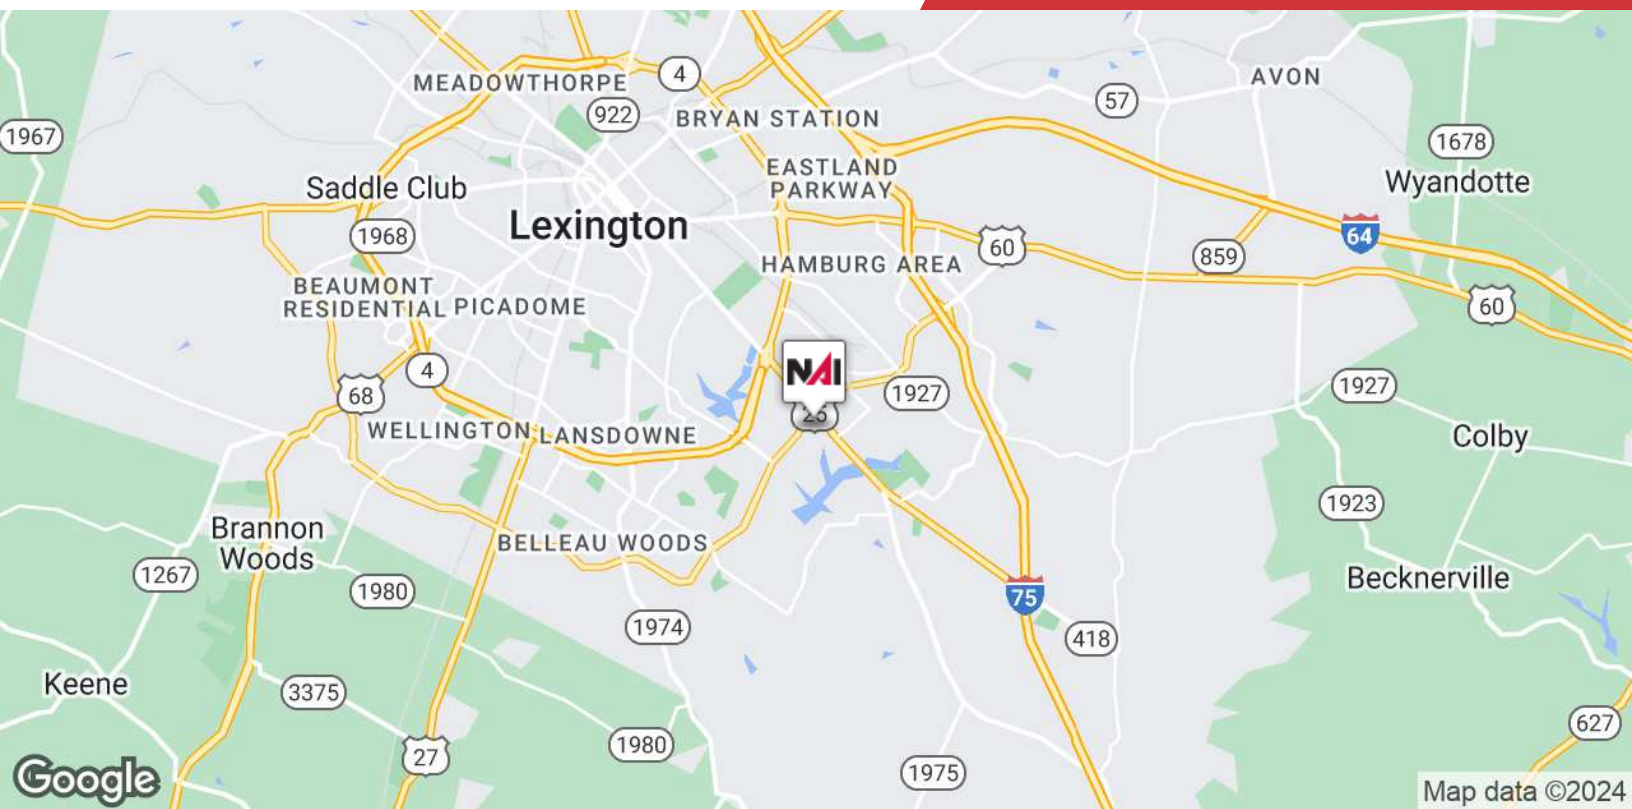 MEADOWTHORPE
4
922
57
AVON
1967
BRYAN STATION
1678
EASTLAND
PARKWAY
Wyandotte
Saddle Club
Lexington
1968
60
64
859
HAMBURG AREA
BEAUMONT
RESIDENTIAL
PICADOME
60
4
NAI
68
1927
1927
25
WELLINGTON
LANSDOWNE
Colby
1923
Brannon
Woods
BELLEAU WOODS
1267
1980
75
Becknerville
1974
418
Keene
3375
627
27
1980
1975
Google
Map data ©2024